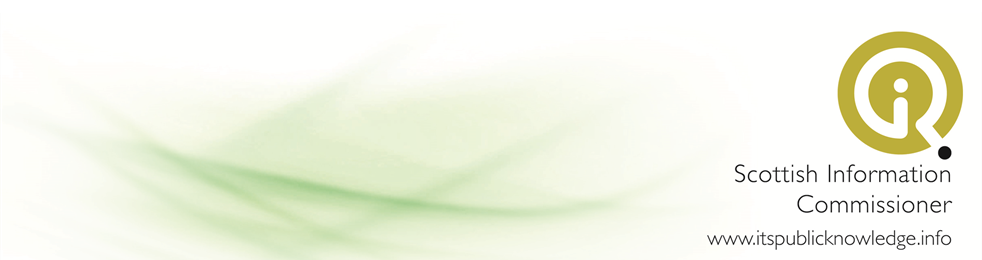 Scottish Information
Commissioner
www.itspublicknowledge.info